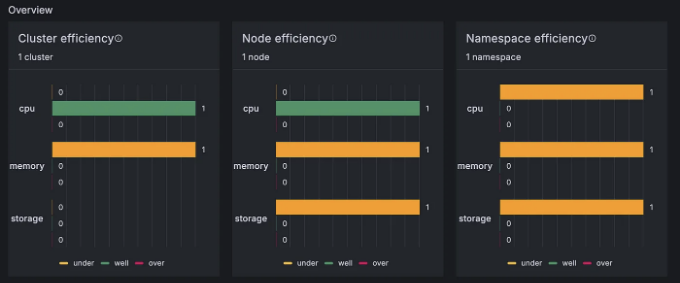 Overview
Cluster efficiency
1 cluster
0
cpu
1
0
1
memory
0
0
0
storage
0
0
under well over
Node efficiency
1 node
0
cpu
1
0
1
memory
0
0
1
storage
0
0
under well over
Namespace efficiency
1 namespace
1
cpu
0
0
1
memory
0
0
1
storage
0
0
under well over